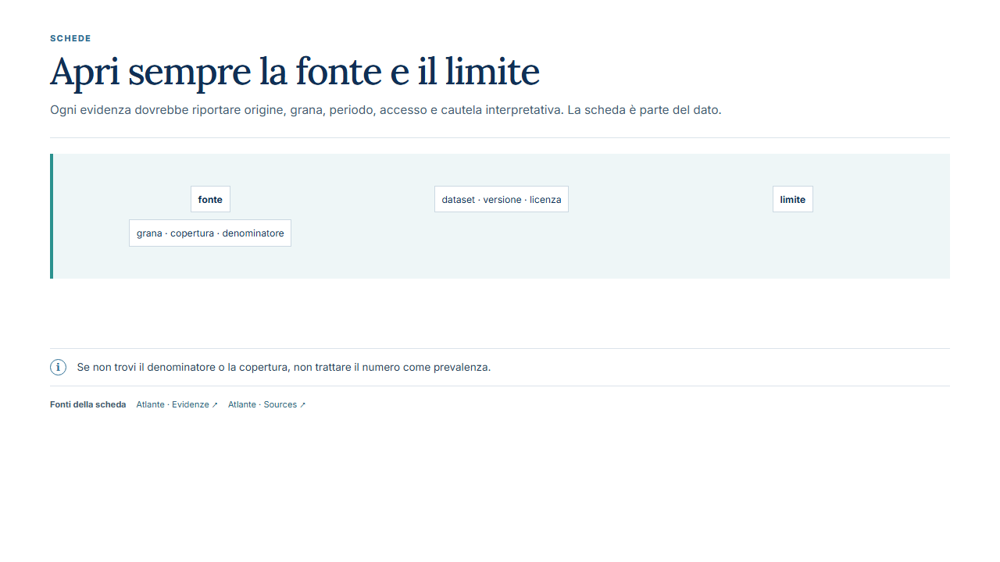 SCHEDE
Apri sempre la fonte e il limite
Ogni evidenza dovrebbe riportare origine, grana, periodo, accesso e cautela interpretativa. La scheda è parte del dato.
fonte
dataset · versione · licenza
limite
grana · copertura · denominatore
i Se non trovi il denominatore o la copertura, non trattare il numero come prevalenza.
Fonti della scheda Atlante · Evidenze ↗ Atlante · Sources ↗